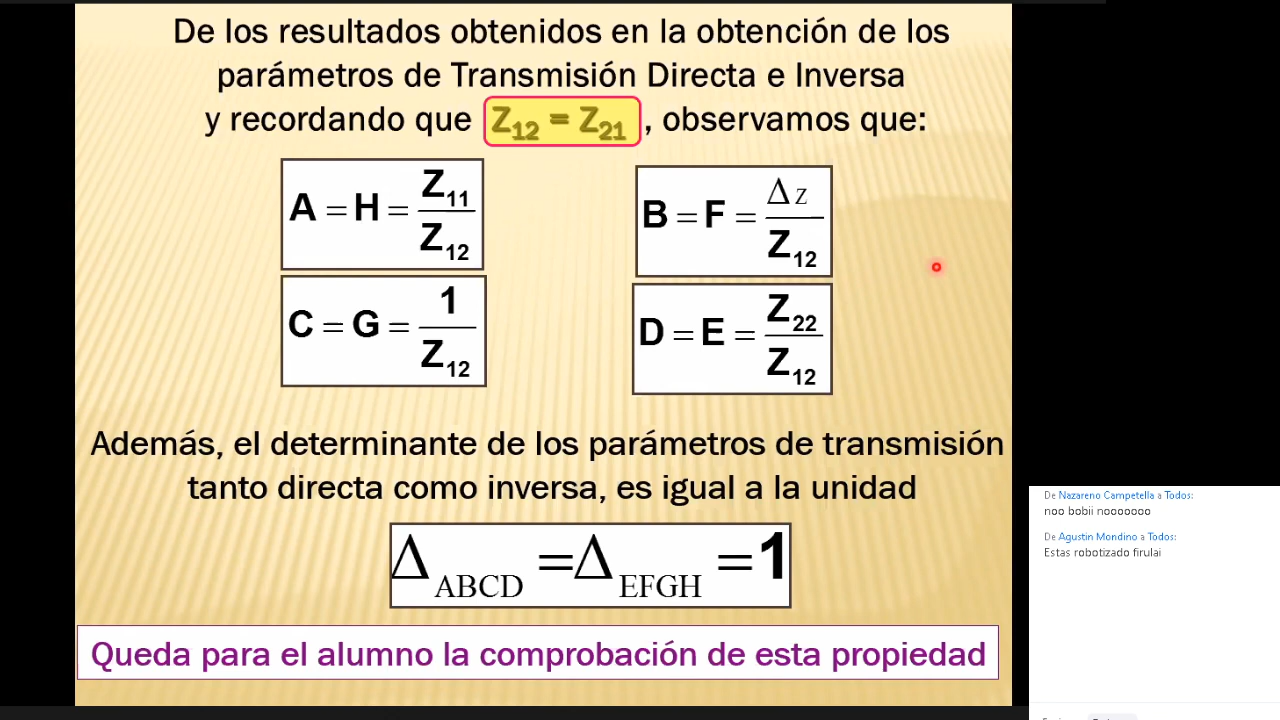 De los resultados obtenidos en la obtención de los
parámetros de Transmisión Directa e Inversa
y recordando que Z12 = Z21 , observamos que:
A = H = Z11 / Z12
B = F = Δz / Z12
C = G = 1 / Z12
D = E = Z22 / Z12
Además, el determinante de los parámetros de transmisión
tanto directa como inversa, es igual a la unidad
Δ ABCD = Δ EFGH = 1
Queda para el alumno la comprobación de esta propiedad
De Nazareno Campetella a Todos:
noo bobii nooooooo
De Agustin Mondino a Todos:
Estas robotizado firulai